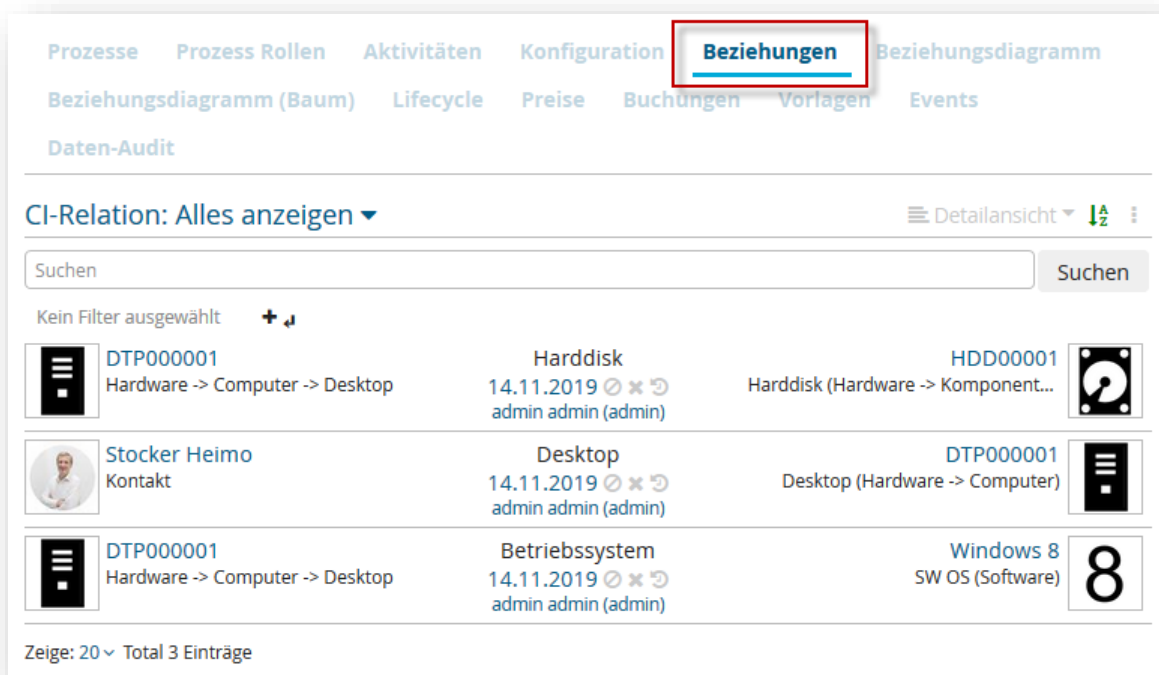 Prozesse Prozess Rollen Aktivitäten Konfiguration Beziehungen Beziehungsdiagramm
Beziehungsdiagramm (Baum) Lifecycle Preise Buchungen Vorlagen Events
Daten-Audit
CI-Relation: Alles anzeigen Detailansicht
Suchen Suchen
Kein Filter ausgewählt
DTP000001 Harddisk HDD00001
Hardware -> Computer -> Desktop 14.11.2019 Harddisk (Hardware -> Komponent...
admin admin (admin)
Stocker Heimo Desktop DTP000001
Kontakt 14.11.2019 Desktop (Hardware -> Computer)
admin admin (admin)
DTP000001 Betriebssystem Windows 8
Hardware -> Computer -> Desktop 14.11.2019 SW OS (Software) 8
admin admin (admin)
Zeige: 20 Total 3 Einträge